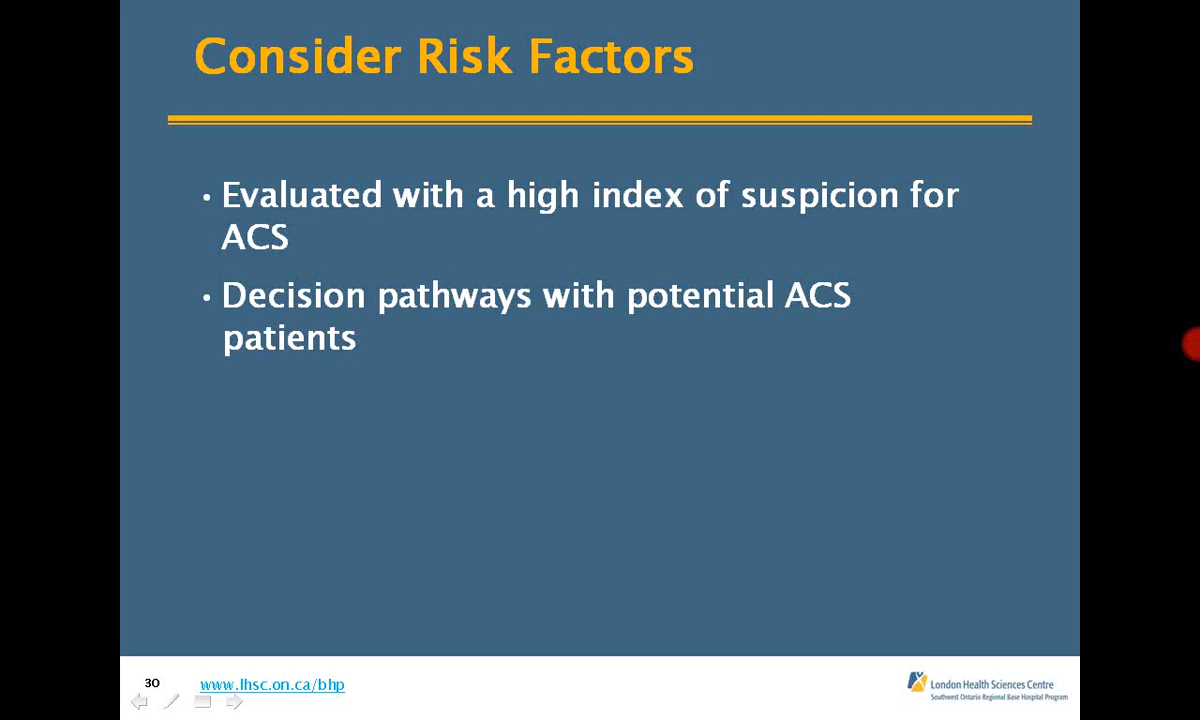 Consider Risk Factors
• Evaluated with a high index of suspicion for
ACS
• Decision pathways with potential ACS
patients
30
www.lhsc.on.ca/bhp
London Health Sciences Centre
Southwest Ontario Regional Base Hospital Program